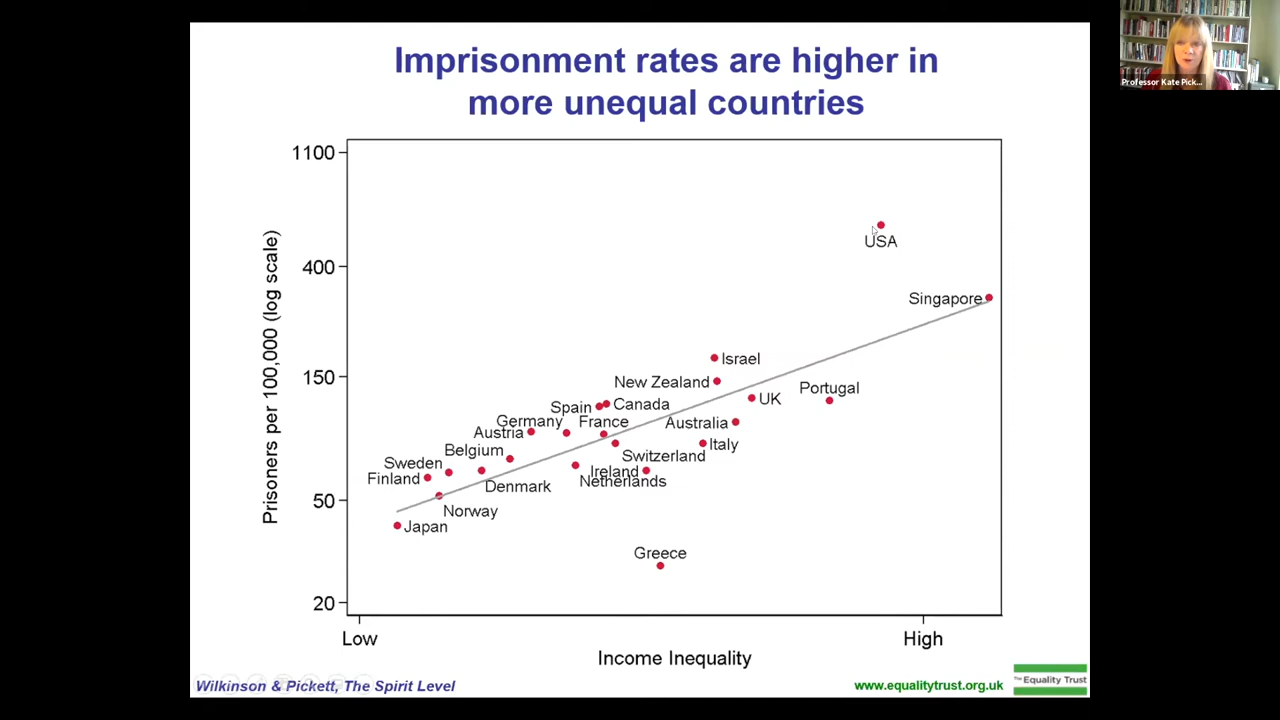 Imprisonment rates are higher in
more unequal countries
Professor Kate Pick...
Prisoners per 100,000 (log scale)
1100
400
150
50
20
USA
Singapore
Israel
New Zealand
Portugal
UK
Spain
Canada
Germany
France
Australia
Austria
Italy
Belgium
Switzerland
Sweden
Ireland
Finland
Netherlands
Denmark
Norway
Japan
Greece
Low
High
Income Inequality
Wilkinson & Pickett, The Spirit Level
www.equalitytrust.org.uk
The Equality Trust